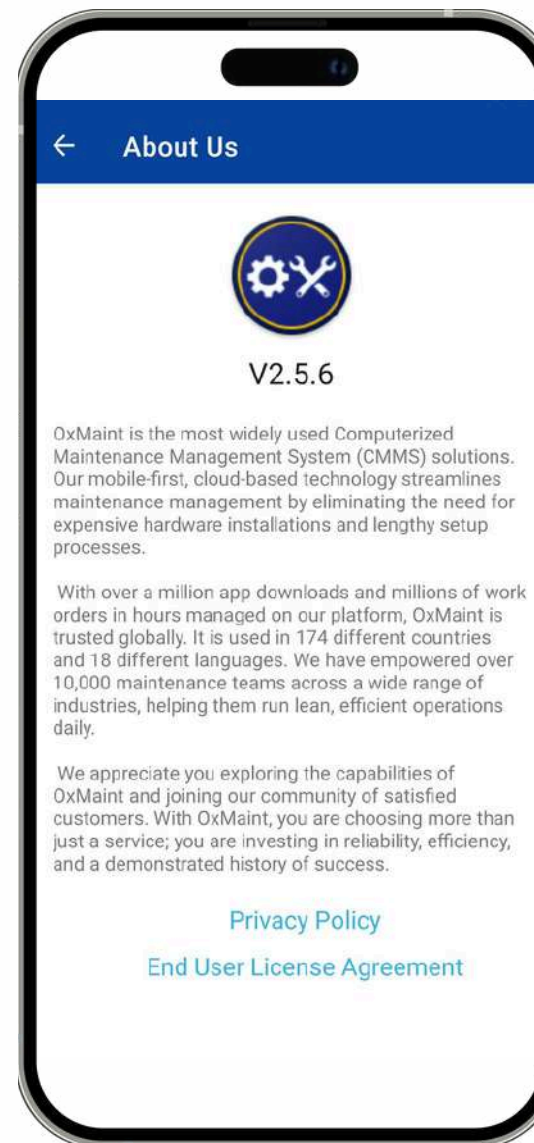 About Us
V2.5.6
OxMaint is the most widely used Computerized
Maintenance Management System (CMMS) solutions.
Our mobile-first, cloud-based technology streamlines
maintenance management by eliminating the need for
expensive hardware installations and lengthy setup
processes.
With over a million app downloads and millions of work
orders in hours managed on our platform, OxMaint is
trusted globally. It is used in 174 different countries
and 18 different languages. We have empowered over
10,000 maintenance teams across a wide range of
industries, helping them run lean, efficient operations
daily.
We appreciate you exploring the capabilities of
OxMaint and joining our community of satisfied
customers. With OxMaint, you are choosing more than
just a service; you are investing in reliability, efficiency,
and a demonstrated history of success.
Privacy Policy
End User License Agreement